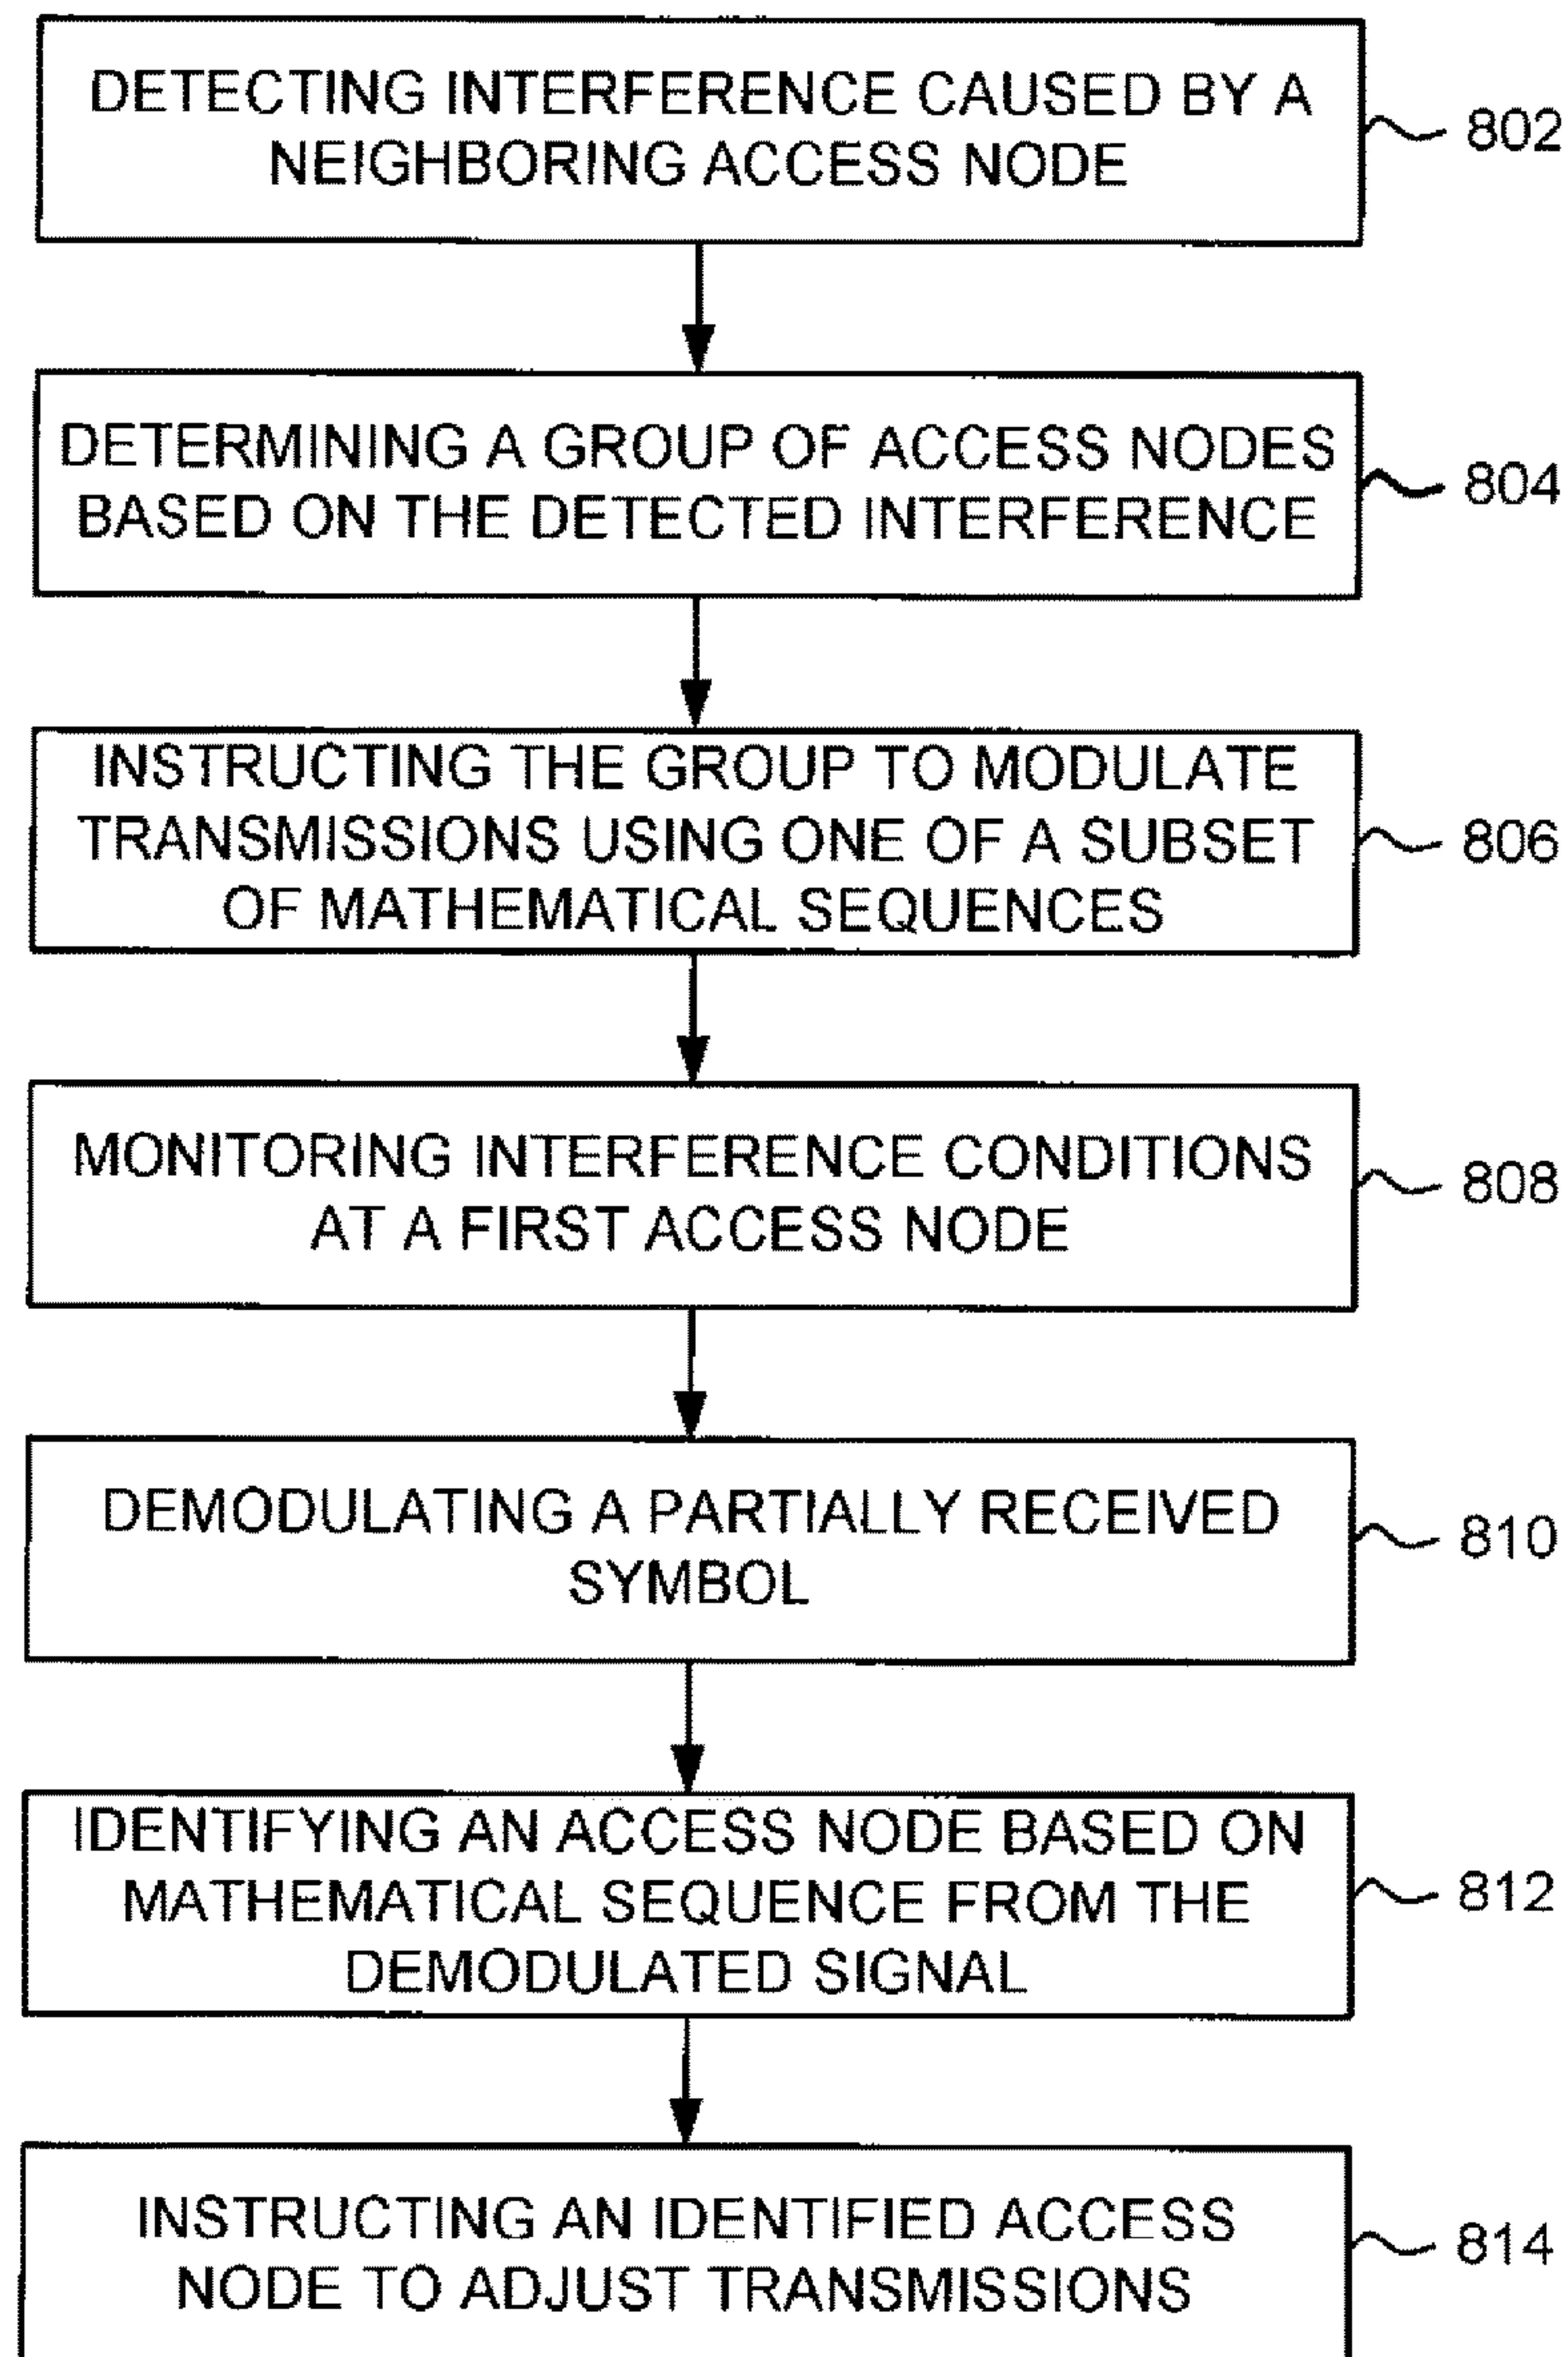 DETECTING INTERFERENCE CAUSED BY A
NEIGHBORING ACCESS NODE
802
DETERMINING A GROUP OF ACCESS NODES
BASED ON THE DETECTED INTERFERENCE
804
INSTRUCTING THE GROUP TO MODULATE
TRANSMISSIONS USING ONE OF A SUBSET
OF MATHEMATICAL SEQUENCES
806
MONITORING INTERFERENCE CONDITIONS
AT A FIRST ACCESS NODE
808
DEMODULATING A PARTIALLY RECEIVED
SYMBOL
810
IDENTIFYING AN ACCESS NODE BASED ON
MATHEMATICAL SEQUENCE FROM THE
DEMODULATED SIGNAL
812
INSTRUCTING AN IDENTIFIED ACCESS
NODE TO ADJUST TRANSMISSIONS
814